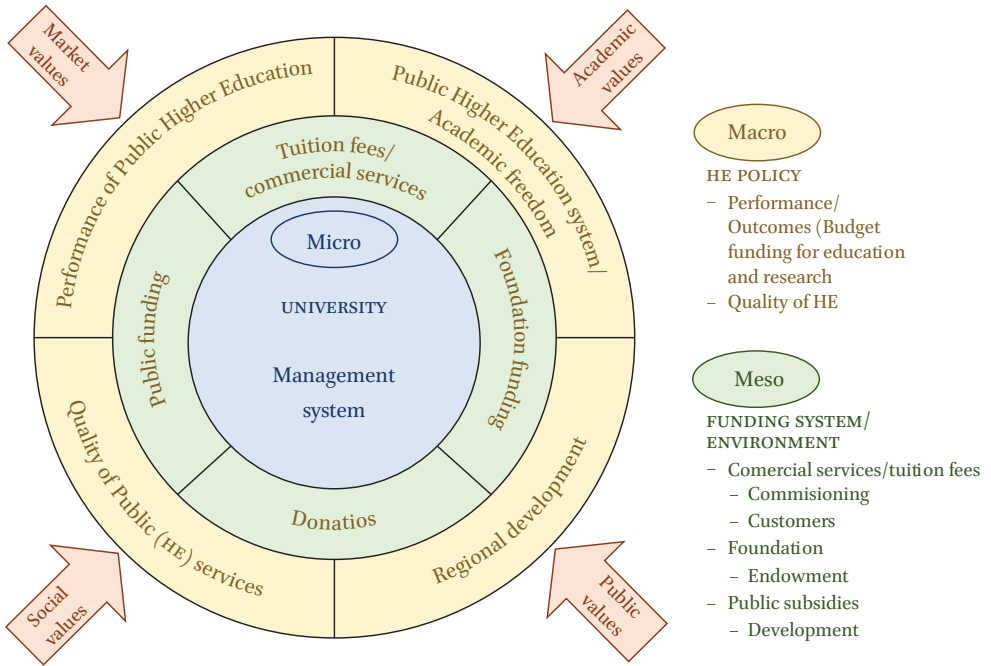 Market
values
Academic
values
Performance of Public Higher Education
Public Higher Education system/
Academic freedom
Tuition fees/
commercial services
Public funding
Foundation funding
Micro
UNIVERSITY
Management
system
Donatios
Quality of Public (HE) services
Regional development
Social
values
Public
values
Macro
HE POLICY
– Performance/
Outcomes (Budget
funding for education
and research
– Quality of HE
Meso
FUNDING SYSTEM/
ENVIRONMENT
– Comercial services/tuition fees
– Commisioning
– Customers
– Foundation
– Endowment
– Public subsidies
– Development